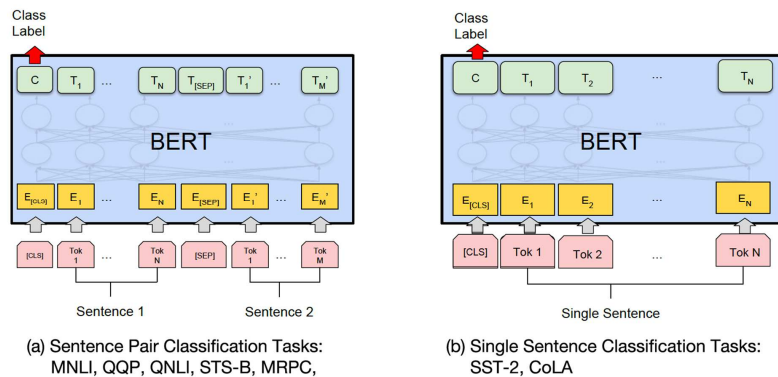 Class
Label
C T1 ... TN T[SEP] T1' ... TM'
BERT
E[CLS] E1 ... EN E[SEP] E1' ... EM'
[CLS] Tok 1 ... Tok N [SEP] Tok 1 ... Tok M
Sentence 1 Sentence 2
(a) Sentence Pair Classification Tasks:
MNLI, QQP, QNLI, STS-B, MRPC,
Class
Label
C T1 T2 ... TN
BERT
E[CLS] E1 E2 ... EN
[CLS] Tok 1 Tok 2 ... Tok N
Single Sentence
(b) Single Sentence Classification Tasks:
SST-2, CoLA